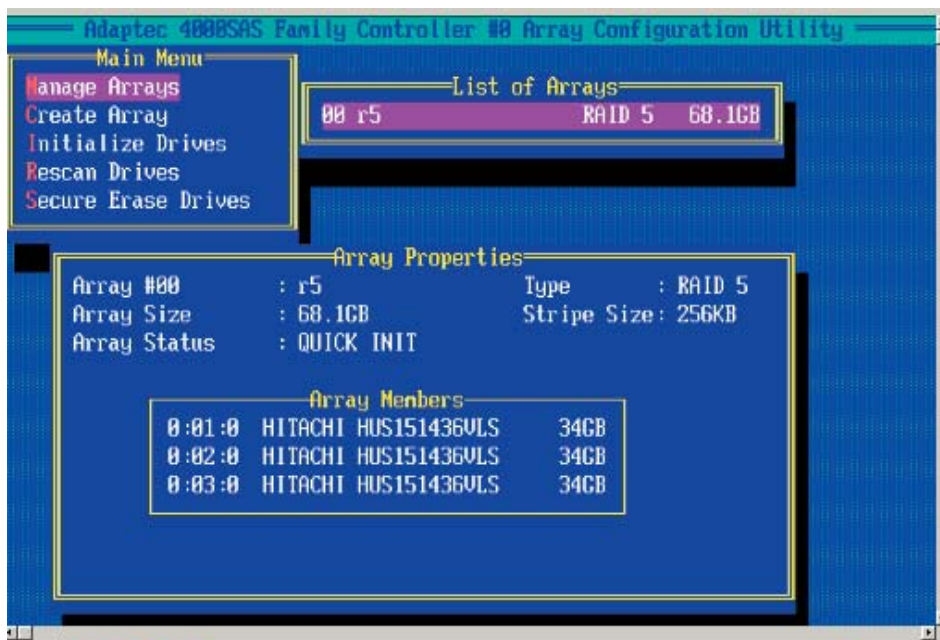 Adaptec 4000SAS Family Controller #0 Array Configuration Utility
Main Menu
Manage Arrays
Create Array
Initialize Drives
Rescan Drives
Secure Erase Drives
List of Arrays
00 r5 RAID 5 68.1GB
Array Properties
Array #00 : r5 Type : RAID 5
Array Size : 68.1GB Stripe Size: 256KB
Array Status : QUICK INIT
Array Members
0:01:0 HITACHI HUS151436VLS 34GB
0:02:0 HITACHI HUS151436VLS 34GB
0:03:0 HITACHI HUS151436VLS 34GB